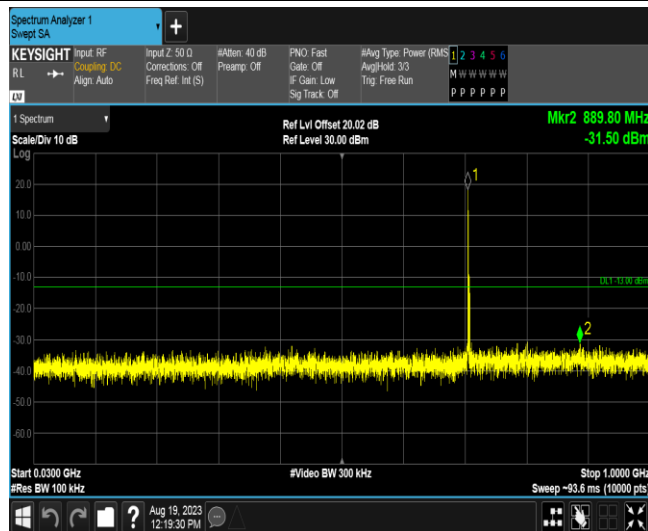 Spectrum Analyzer 1
Swept SA
+
KEYSIGHT
RL
LXI
Input: RF
Coupling: DC
Align: Auto
Input Z: 50 Ω
Corrections: Off
Freq Ref: Int (S)
#Atten: 40 dB
Preamp: Off
PNO: Fast
Gate: Off
IF Gain: Low
Sig Track: Off
#Avg Type: Power (RMS
Avg|Hold: 3/3
Trig: Free Run
1 2 3 4 5 6
M W W W W W
P P P P P P
1 Spectrum
Scale/Div 10 dB
Log
Ref Lvl Offset 20.02 dB
Ref Level 30.00 dBm
Mkr2 889.80 MHz
-31.50 dBm
1
20.0
10.0
0.00
-10.0
DL1 -13.00 dBm
-20.0
2
-30.0
-40.0
-50.0
-60.0
Start 0.0300 GHz
#Res BW 100 kHz
#Video BW 300 kHz
Stop 1.0000 GHz
Sweep ~93.6 ms (10000 pts)
?
Aug 19, 2023
12:19:30 PM